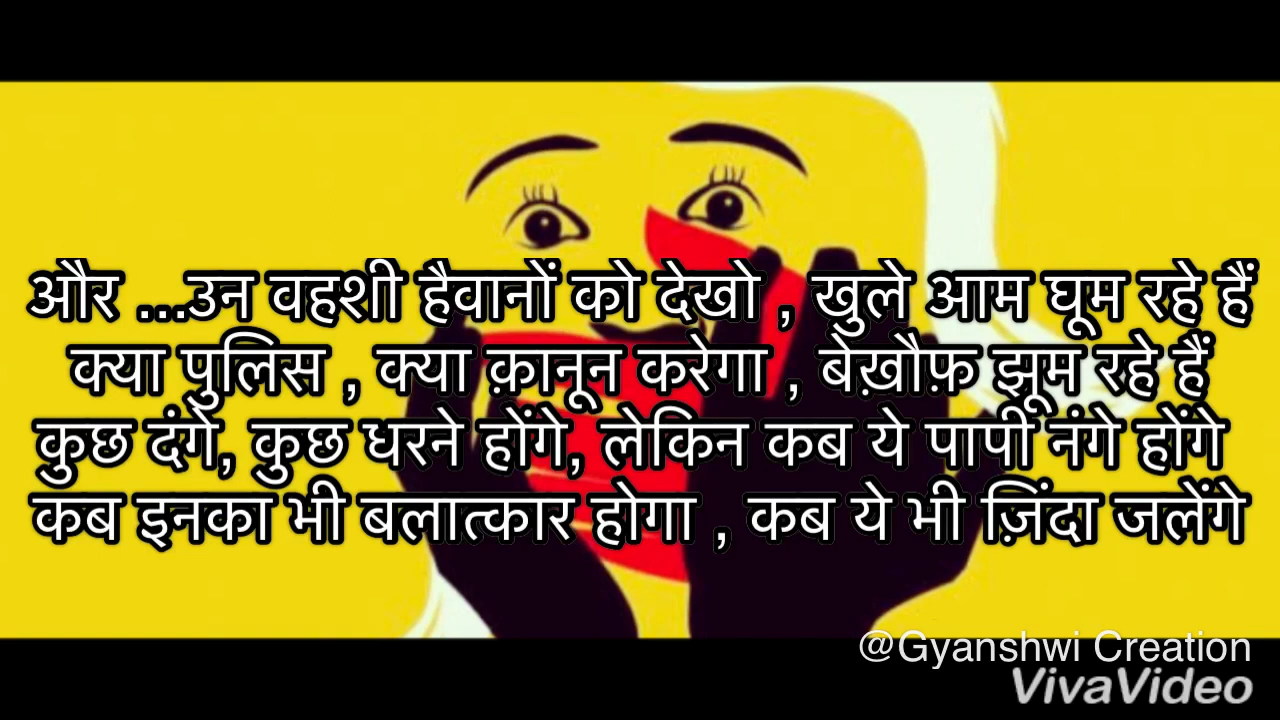 और ...उन वहशी हैवानों को देखो , खुले आम घूम रहे हैं
क्या पुलिस , क्या क़ानून करेगा , बेख़ौफ़ झूम रहे हैं
कुछ दंगे, कुछ धरने होंगे, लेकिन कब ये पापी नंगे होंगे
कब इनका भी बलात्कार होगा , कब ये भी ज़िंदा जलेंगे
@Gyanshwi Creation
VivaVideo